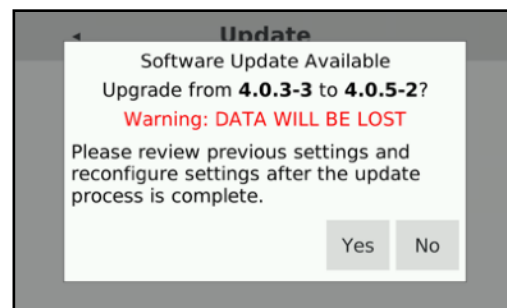 Update
Software Update Available
Upgrade from 4.0.3-3 to 4.0.5-2?
Warning: DATA WILL BE LOST
Please review previous settings and
reconfigure settings after the update
process is complete.
Yes No